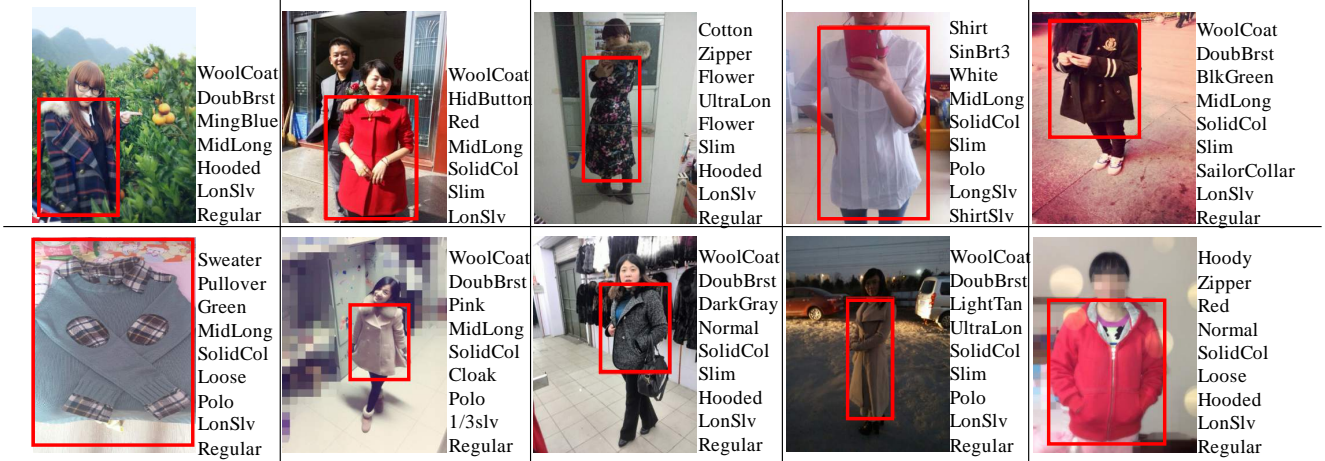 WoolCoat
DoubBrst
MingBlue
MidLong
Hooded
LonSlv
Regular
WoolCoat
HidButton
Red
MidLong
SolidCol
Slim
LonSlv
Cotton
Zipper
Flower
UltraLon
Flower
Slim
Hooded
LonSlv
Regular
Shirt
SinBrt3
White
MidLong
SolidCol
Slim
Polo
LongSlv
ShirtSlv
WoolCoat
DoubBrst
BlkGreen
MidLong
SolidCol
Slim
SailorCollar
LonSlv
Regular
Sweater
Pullover
Green
MidLong
SolidCol
Loose
Polo
LonSlv
Regular
WoolCoat
DoubBrst
Pink
MidLong
SolidCol
Cloak
Polo
1/3slv
Regular
WoolCoat
DoubBrst
DarkGray
Normal
SolidCol
Slim
Hooded
LonSlv
Regular
WoolCoat
DoubBrst
LightTan
UltraLon
SolidCol
Slim
Polo
LonSlv
Regular
Hoody
Zipper
Red
Normal
SolidCol
Loose
Hooded
LonSlv
Regular